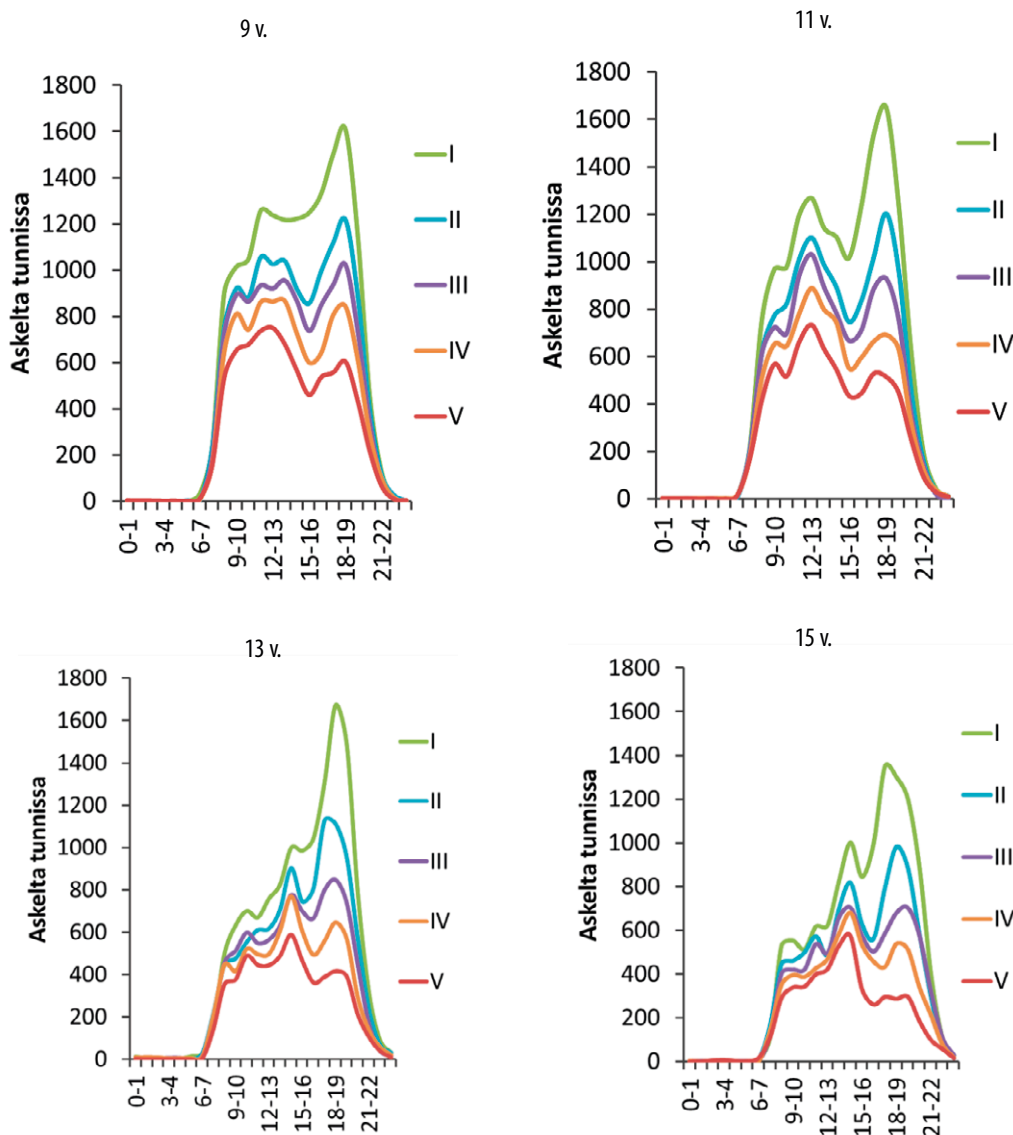 9 v.
Askelta tunnissa
1800
1600
1400
1200
1000
800
600
400
200
0
0-1
3-4
6-7
9-10
12-13
15-16
18-19
21-22
I
II
III
IV
V
11 v.
Askelta tunnissa
1800
1600
1400
1200
1000
800
600
400
200
0
0-1
3-4
6-7
9-10
12-13
15-16
18-19
21-22
I
II
III
IV
V
13 v.
Askelta tunnissa
1800
1600
1400
1200
1000
800
600
400
200
0
0-1
3-4
6-7
9-10
12-13
15-16
18-19
21-22
I
II
III
IV
V
15 v.
Askelta tunnissa
1800
1600
1400
1200
1000
800
600
400
200
0
0-1
3-4
6-7
9-10
12-13
15-16
18-19
21-22
I
II
III
IV
V